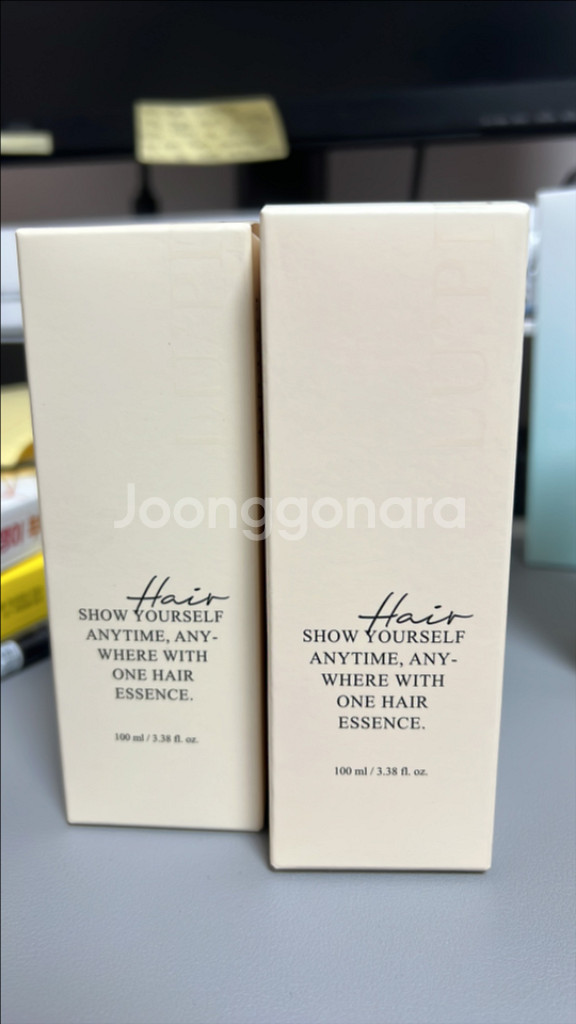 Joonggonara
Hair
SHOW YOURSELF
ANYTIME, ANY-
WHERE WITH
ONE HAIR
ESSENCE.
100 ml / 3.38 fl. oz.
Hair
SHOW YOURSELF
ANYTIME, ANY-
WHERE WITH
ONE HAIR
ESSENCE.
100 ml / 3.38 fl. oz.